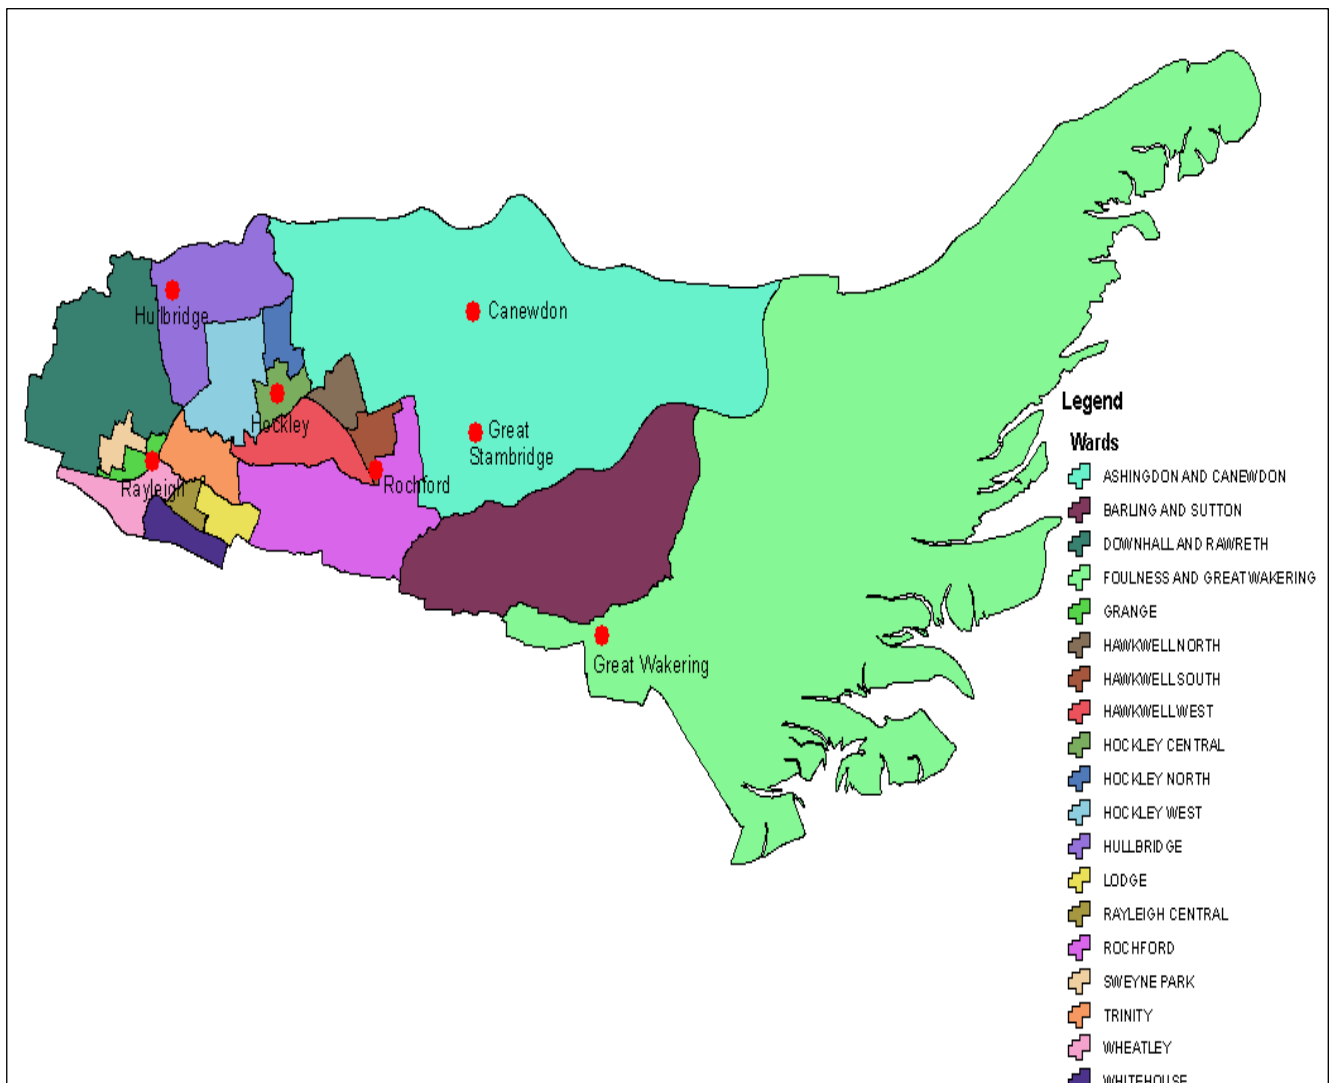 Hullbridge
Canewdon
Hockley
Great
Stambridge
Rayleigh
Rochford
Great Wakering
Legend
Wards
ASHINGDON AND CANEWDON
BARLING AND SUTTON
DOWNHALL AND RAWRETH
FOULNESS AND GREAT WAKERING
GRANGE
HAWKWELL NORTH
HAWKWELL SOUTH
HAWKWELL WEST
HOCKLEY CENTRAL
HOCKLEY NORTH
HOCKLEY WEST
HULLBRIDGE
LODGE
RAYLEIGH CENTRAL
ROCHFORD
SWEYNE PARK
TRINITY
WHEATLEY
WHITEHOUSE